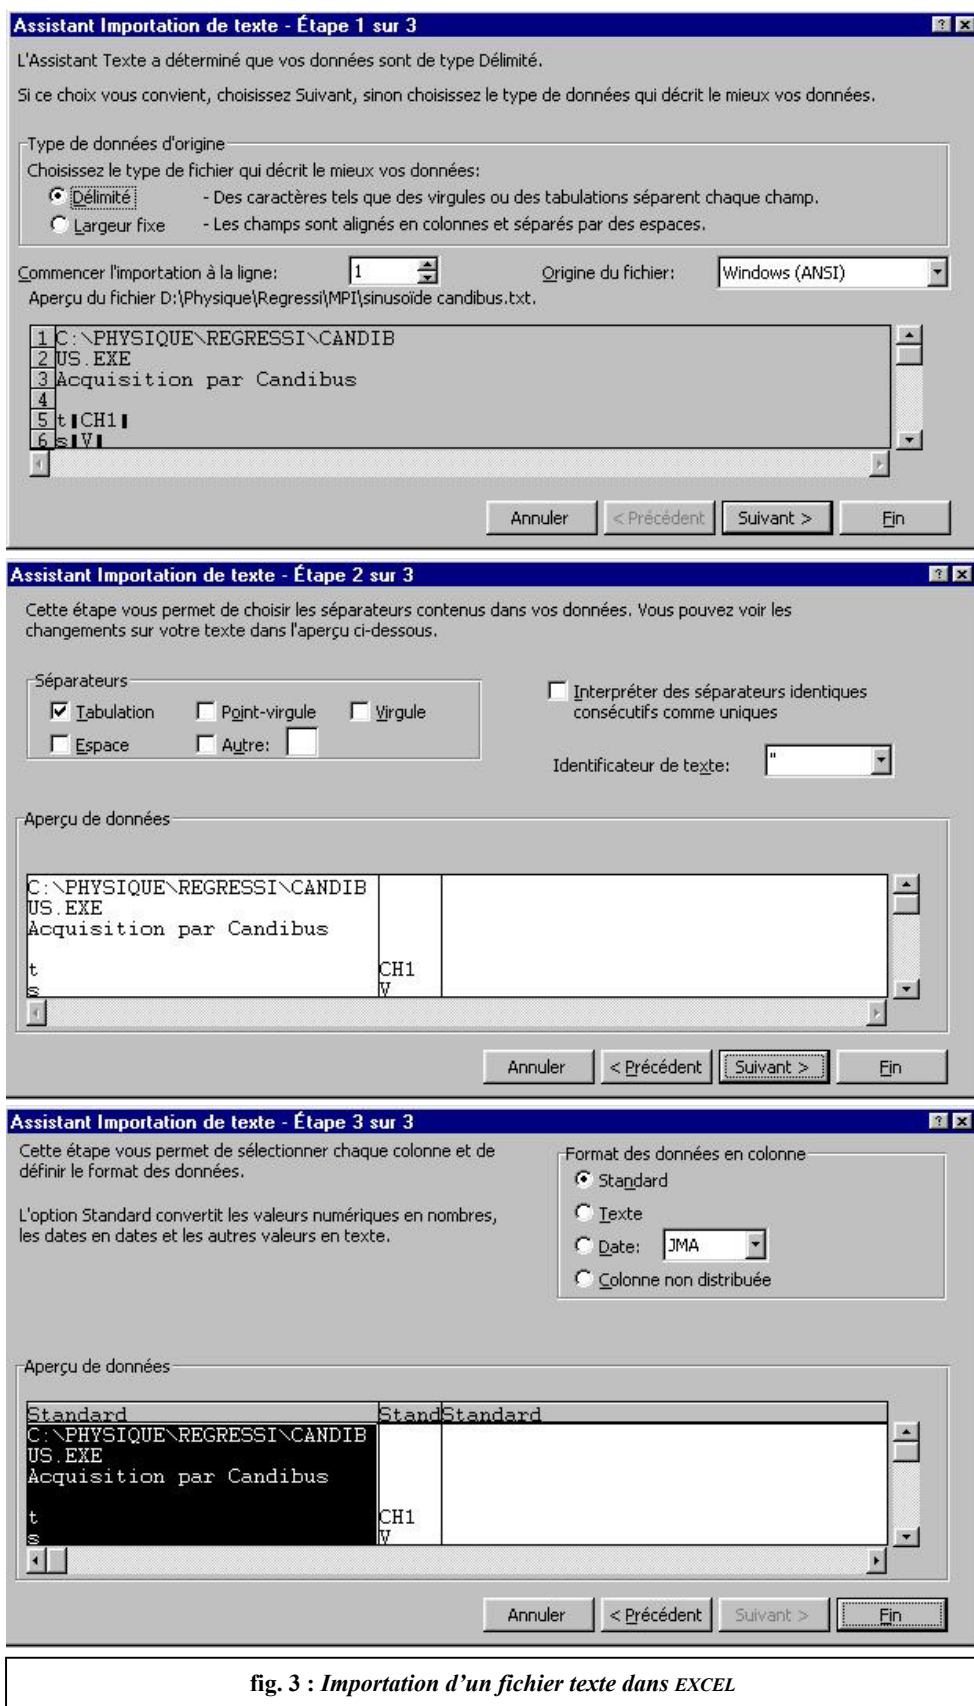 Assistant Importation de texte - Étape 1 sur 3
L'Assistant Texte a déterminé que vos données sont de type Délimité.
Si ce choix vous convient, choisissez Suivant, sinon choisissez le type de données qui décrit le mieux vos données.
Type de données d'origine
Choisissez le type de fichier qui décrit le mieux vos données:
Délimité - Des caractères tels que des virgules ou des tabulations séparent chaque champ.
Largeur fixe - Les champs sont alignés en colonnes et séparés par des espaces.
Commencer l'importation à la ligne: 1 Origine du fichier: Windows (ANSI)
Aperçu du fichier D:\Physique\Regressi\MPI\sinusoïde candibus.txt.
1 C:\PHYSIQUE\REGRESSI\CANDIB
2 US.EXE
3 Acquisition par Candibus
4
5 t CH1
6 s V
Annuler < Précédent Suivant > Fin
Assistant Importation de texte - Étape 2 sur 3
Cette étape vous permet de choisir les séparateurs contenus dans vos données. Vous pouvez voir les
changements sur votre texte dans l'aperçu ci-dessous.
Séparateurs
Tabulation Point-virgule Virgule
Espace Autre:
Interpréter des séparateurs identiques
consécutifs comme uniques
Identificateur de texte: "
Aperçu de données
C:\PHYSIQUE\REGRESSI\CANDIB
US.EXE
Acquisition par Candibus
t CH1
s V
Annuler < Précédent Suivant > Fin
Assistant Importation de texte - Étape 3 sur 3
Cette étape vous permet de sélectionner chaque colonne et de
définir le format des données.
L'option Standard convertit les valeurs numériques en nombres,
les dates en dates et les autres valeurs en texte.
Format des données en colonne
Standard
Texte
Date: JMA
Colonne non distribuée
Aperçu de données
Standard Stand Standard
C:\PHYSIQUE\REGRESSI\CANDIB
US.EXE
Acquisition par Candibus
t CH1
s V
Annuler < Précédent Suivant > Fin
fig. 3 : Importation d'un fichier texte dans EXCEL